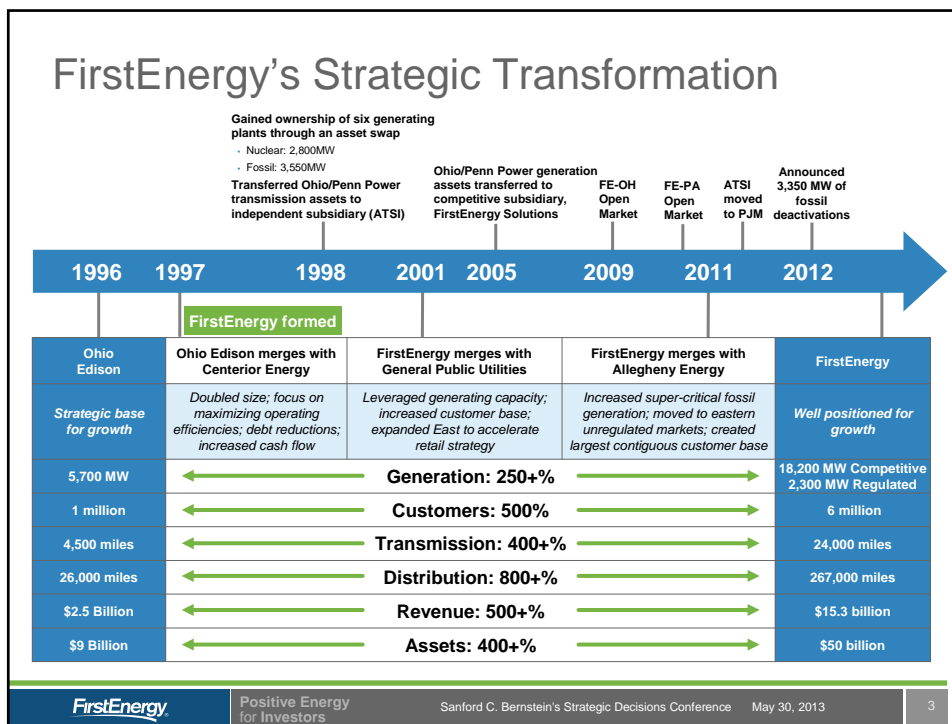 FirstEnergy's Strategic Transformation
Gained ownership of six generating
plants through an asset swap
• Nuclear: 2,800MW
• Fossil: 3,550MW
Transferred Ohio/Penn Power
transmission assets to
independent subsidiary (ATSI)
Ohio/Penn Power generation
assets transferred to
competitive subsidiary,
FirstEnergy Solutions
FE-OH
Open
Market
FE-PA
Open
Market
ATSI
moved
to PJM
Announced
3,350 MW of
fossil
deactivations
1996 1997 1998 2001 2005 2009 2011 2012
FirstEnergy formed
Ohio
Edison
Ohio Edison merges with
Centerior Energy
FirstEnergy merges with
General Public Utilities
FirstEnergy merges with
Allegheny Energy
FirstEnergy
Strategic base
for growth
Doubled size; focus on
maximizing operating
efficiencies; debt reductions;
increased cash flow
Leveraged generating capacity;
increased customer base;
expanded East to accelerate
retail strategy
Increased super-critical fossil
generation; moved to eastern
unregulated markets; created
largest contiguous customer base
Well positioned for
growth
5,700 MW
Generation: 250+%
18,200 MW Competitive
2,300 MW Regulated
1 million
Customers: 500%
6 million
4,500 miles
Transmission: 400+%
24,000 miles
26,000 miles
Distribution: 800+%
267,000 miles
$2.5 Billion
Revenue: 500+%
$15.3 billion
$9 Billion
Assets: 400+%
$50 billion
FirstEnergy®
Positive Energy
for Investors
Sanford C. Bernstein's Strategic Decisions Conference May 30, 2013
3